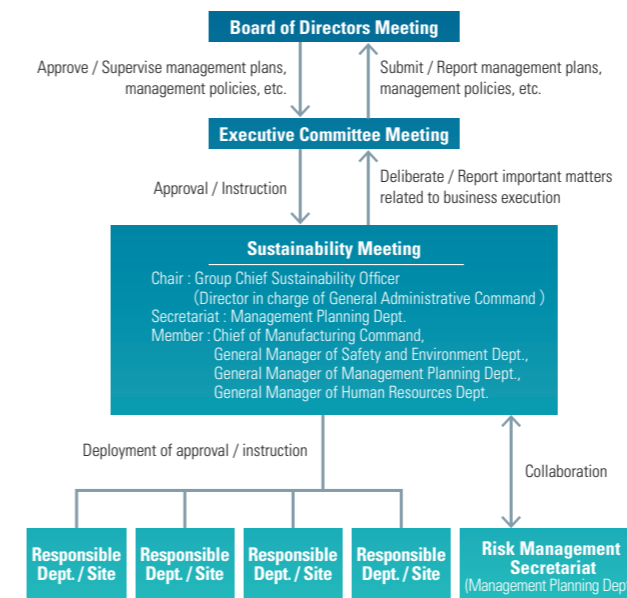 Board of Directors Meeting
Approve / Supervise management plans,
management policies, etc.
Submit / Report management plans,
management policies, etc.
Executive Committee Meeting
Approval / Instruction
Deliberate / Report important matters
related to business execution
Sustainability Meeting
Chair : Group Chief Sustainability Officer
(Director in charge of General Administrative Command )
Secretariat : Management Planning Dept.
Member : Chief of Manufacturing Command,
General Manager of Safety and Environment Dept.,
General Manager of Management Planning Dept.,
General Manager of Human Resources Dept.
Deployment of approval / instruction
Collaboration
Responsible
Dept. / Site
Responsible
Dept. / Site
Responsible
Dept. / Site
Responsible
Dept. / Site
Risk Management
Secretariat
(Management Planning Dept